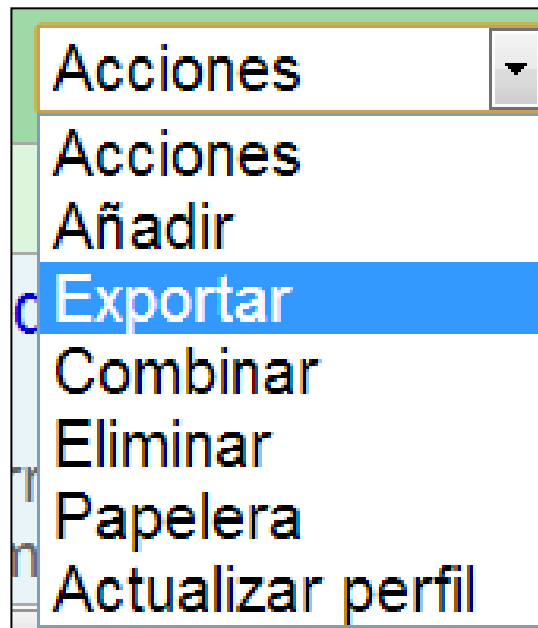 Acciones
Acciones
Añadir
Exportar
Combinar
Eliminar
Papelera
Actualizar perfil